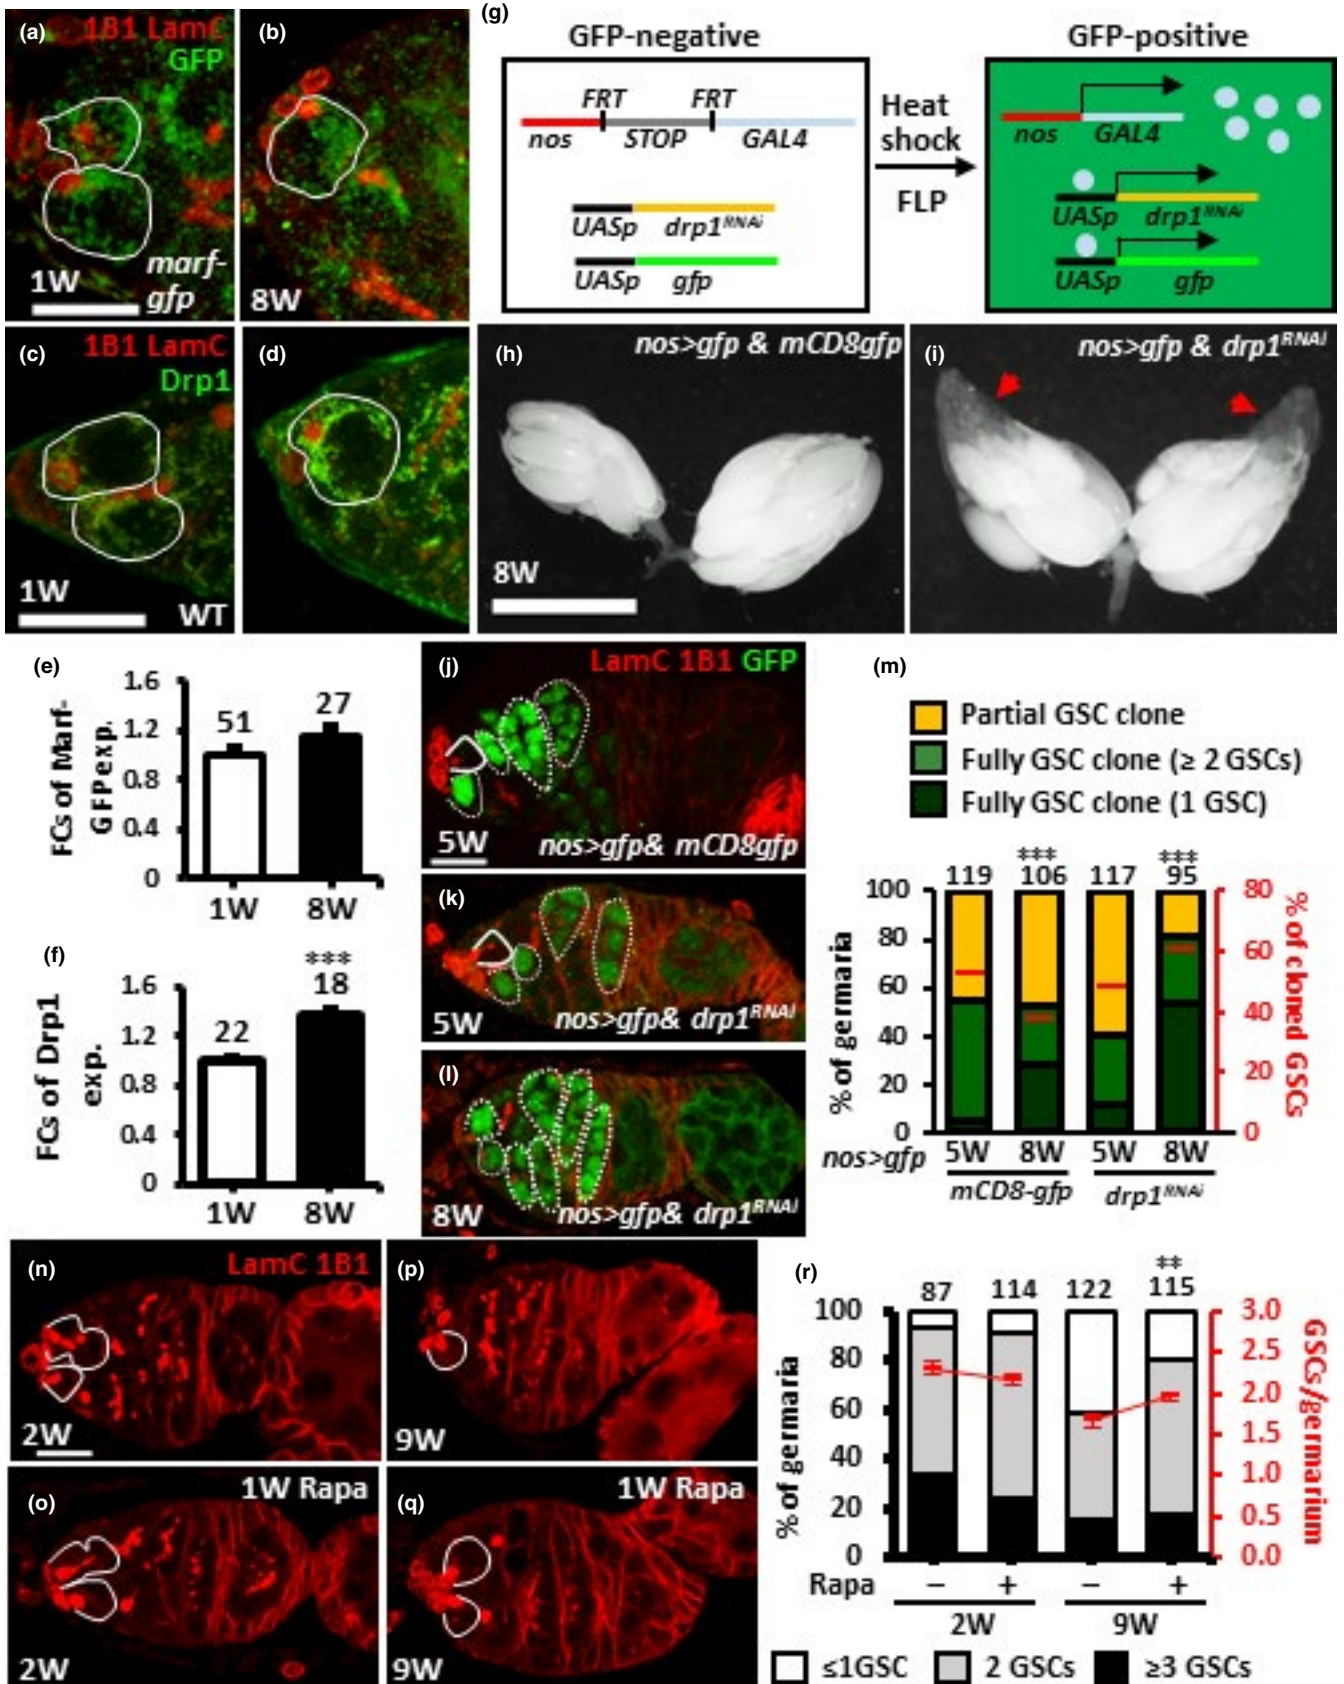 (a)
1B1 LamC
GFP
1W
marf-
gfp
(b)
8W
(c)
1B1 LamC
Drp1
1W
WT
(d)
(g)
GFP-negative
FRT FRT
nos STOP GAL4
UASp drp1RNAi
UASp gfp
Heat
shock
FLP
GFP-positive
nos GAL4
UASp drp1RNAi
UASp gfp
(h)
nos>gfp & mCD8gfp
8W
(i)
nos>gfp & drp1RNAi
(e)
FCs of Marf-
GFP exp.
1.6
1.2
0.8
0.4
0
51 27
1W 8W
(f)
FCs of Drp1
exp.
1.6
1.2
0.8
0.4
0
22
***
18
1W 8W
(j)
LamC 1B1 GFP
5W
nos>gfp& mCD8gfp
(k)
5W
nos>gfp& drp1RNAi
(l)
8W
nos>gfp& drp1RNAi
(m)
Partial GSC clone
Fully GSC clone (≥ 2 GSCs)
Fully GSC clone (1 GSC)
*** ***
119 106 117 95
% of germaria
100
80
60
40
20
0
80
60
40
20
0
% of cloned GSCs
nos>gfp 5W 8W 5W 8W
mCD8-gfp drp1RNAi
(n)
LamC 1B1
2W
(p)
9W
(o)
1W Rapa
2W
(q)
1W Rapa
9W
(r)
**
87 114 122 115
% of germaria
100
80
60
40
20
0
3.0
2.5
2.0
1.5
1.0
0.5
0.0
GSCs/germarium
Rapa − + − +
2W 9W
≤1GSC 2 GSCs ≥3 GSCs